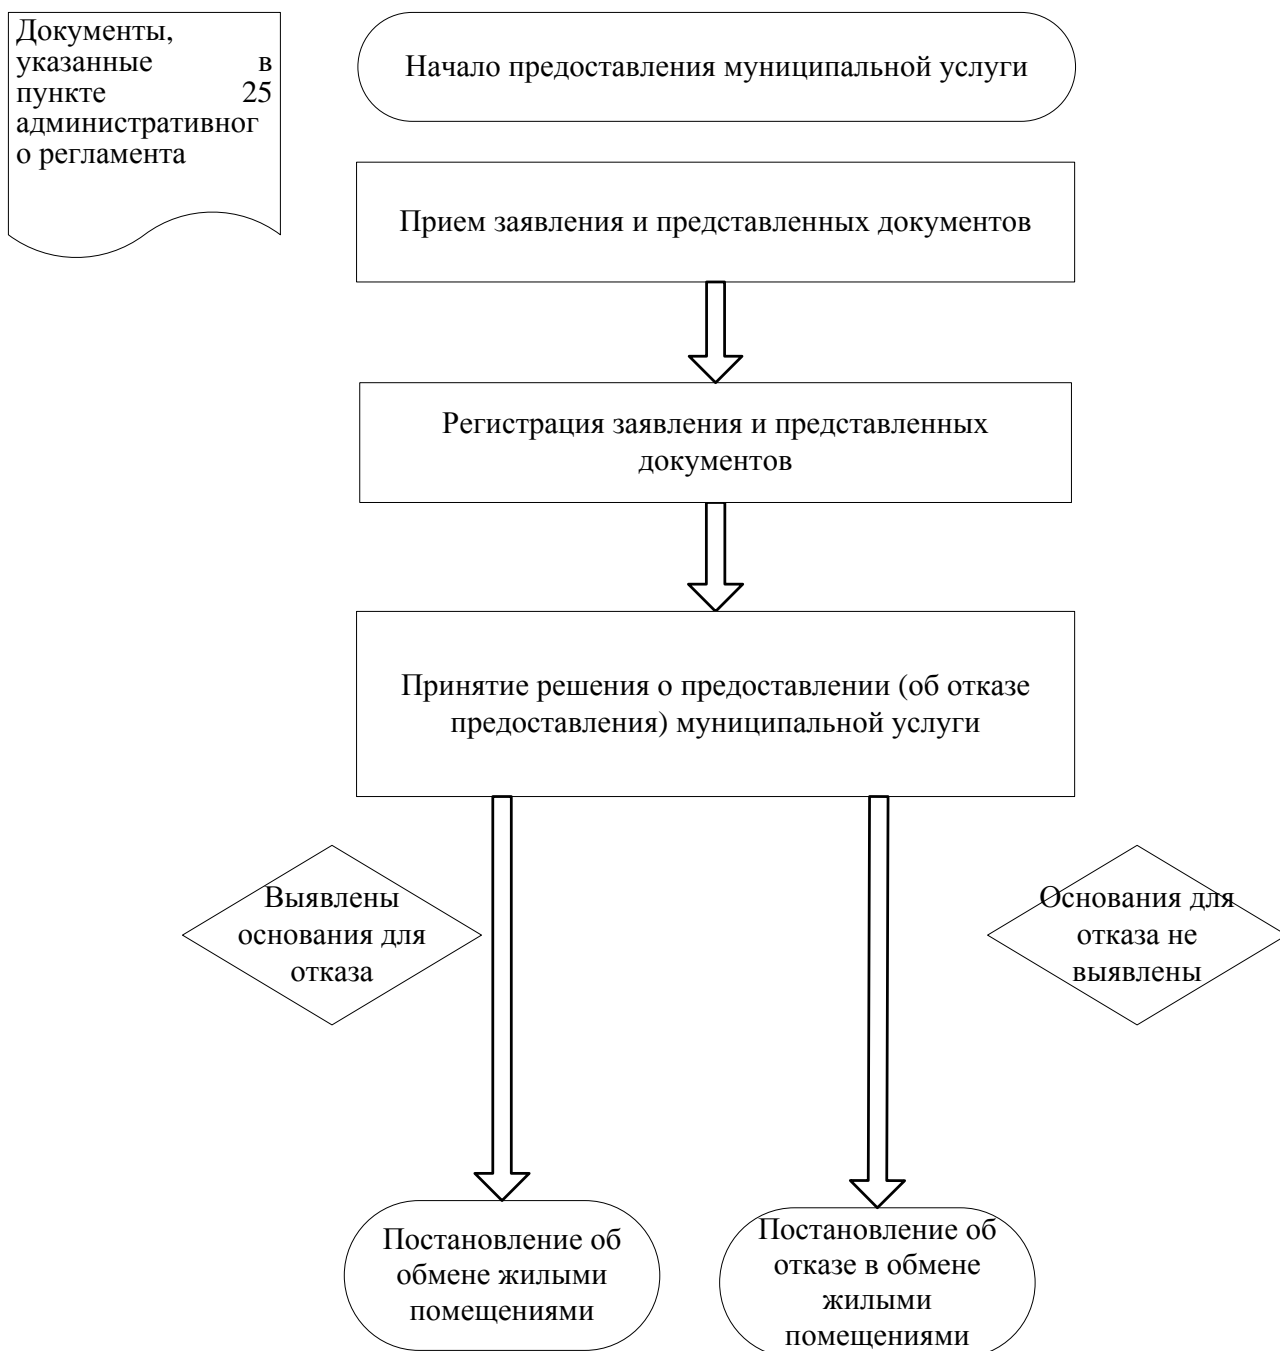 Документы,
указанные в
пункте 25
административног
о регламента
Начало предоставления муниципальной услуги
Прием заявления и представленных документов
Регистрация заявления и представленных
документов
Принятие решения о предоставлении (об отказе
предоставления) муниципальной услуги
Выявлены
основания для
отказа
Основания для
отказа не
выявлены
Постановление об
обмене жилыми
помещениями
Постановление об
отказе в обмене
жилыми
помещениями